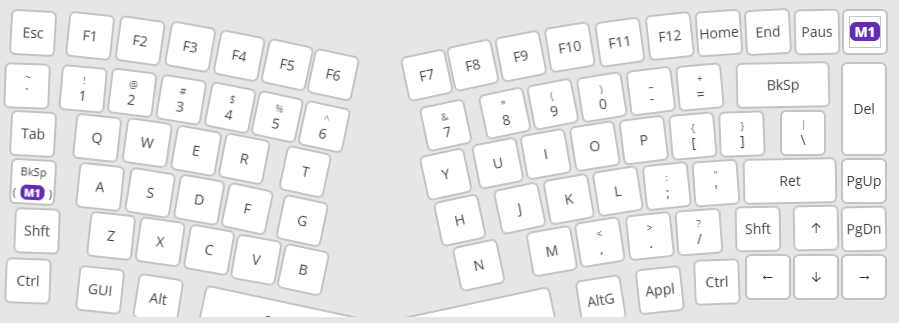 Esc F1 F2 F3 F4 F5 F6 F7 F8 F9 F10 F11 F12 Home End Paus M1
~ ! @ # $ % ^ & * ( ) _ +
` 1 2 3 4 5 6 7 8 9 0 - = BkSp Del
Tab Q W E R T Y U I O P { [ } ] | \
BkSp
( M1 ) A S D F G H J K L : ; " ' Ret PgUp
Shft Z X C V B N M < , > . ? / Shft ↑ PgDn
Ctrl GUI Alt AltG Appl Ctrl ← ↓ →